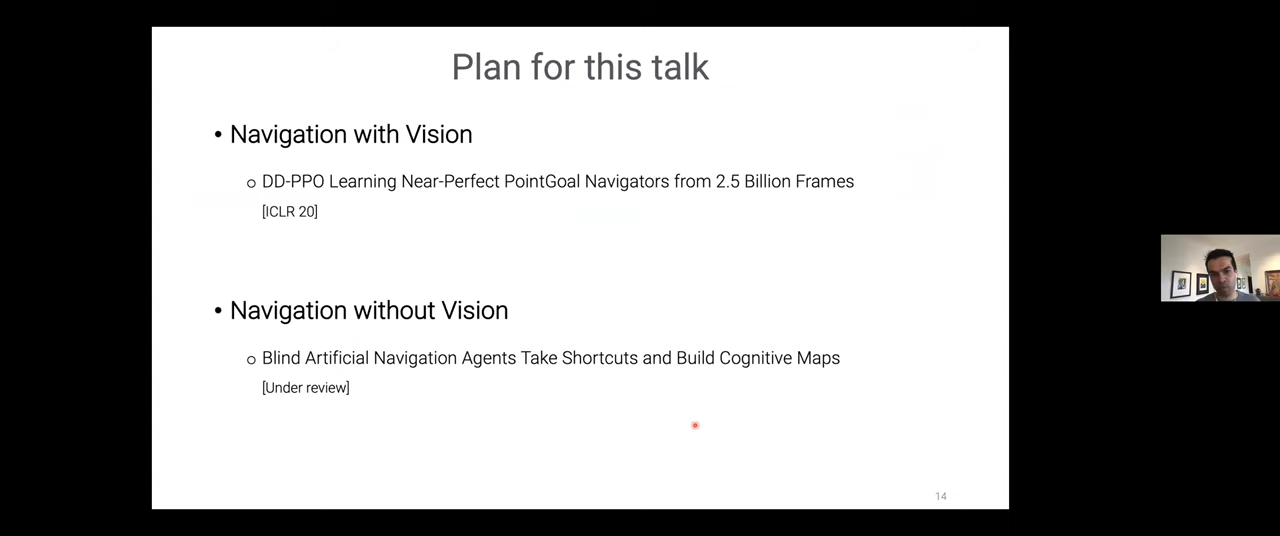 Plan for this talk
• Navigation with Vision
o DD-PPO Learning Near-Perfect PointGoal Navigators from 2.5 Billion Frames
[ICLR 20]
• Navigation without Vision
o Blind Artificial Navigation Agents Take Shortcuts and Build Cognitive Maps
[Under review]
14